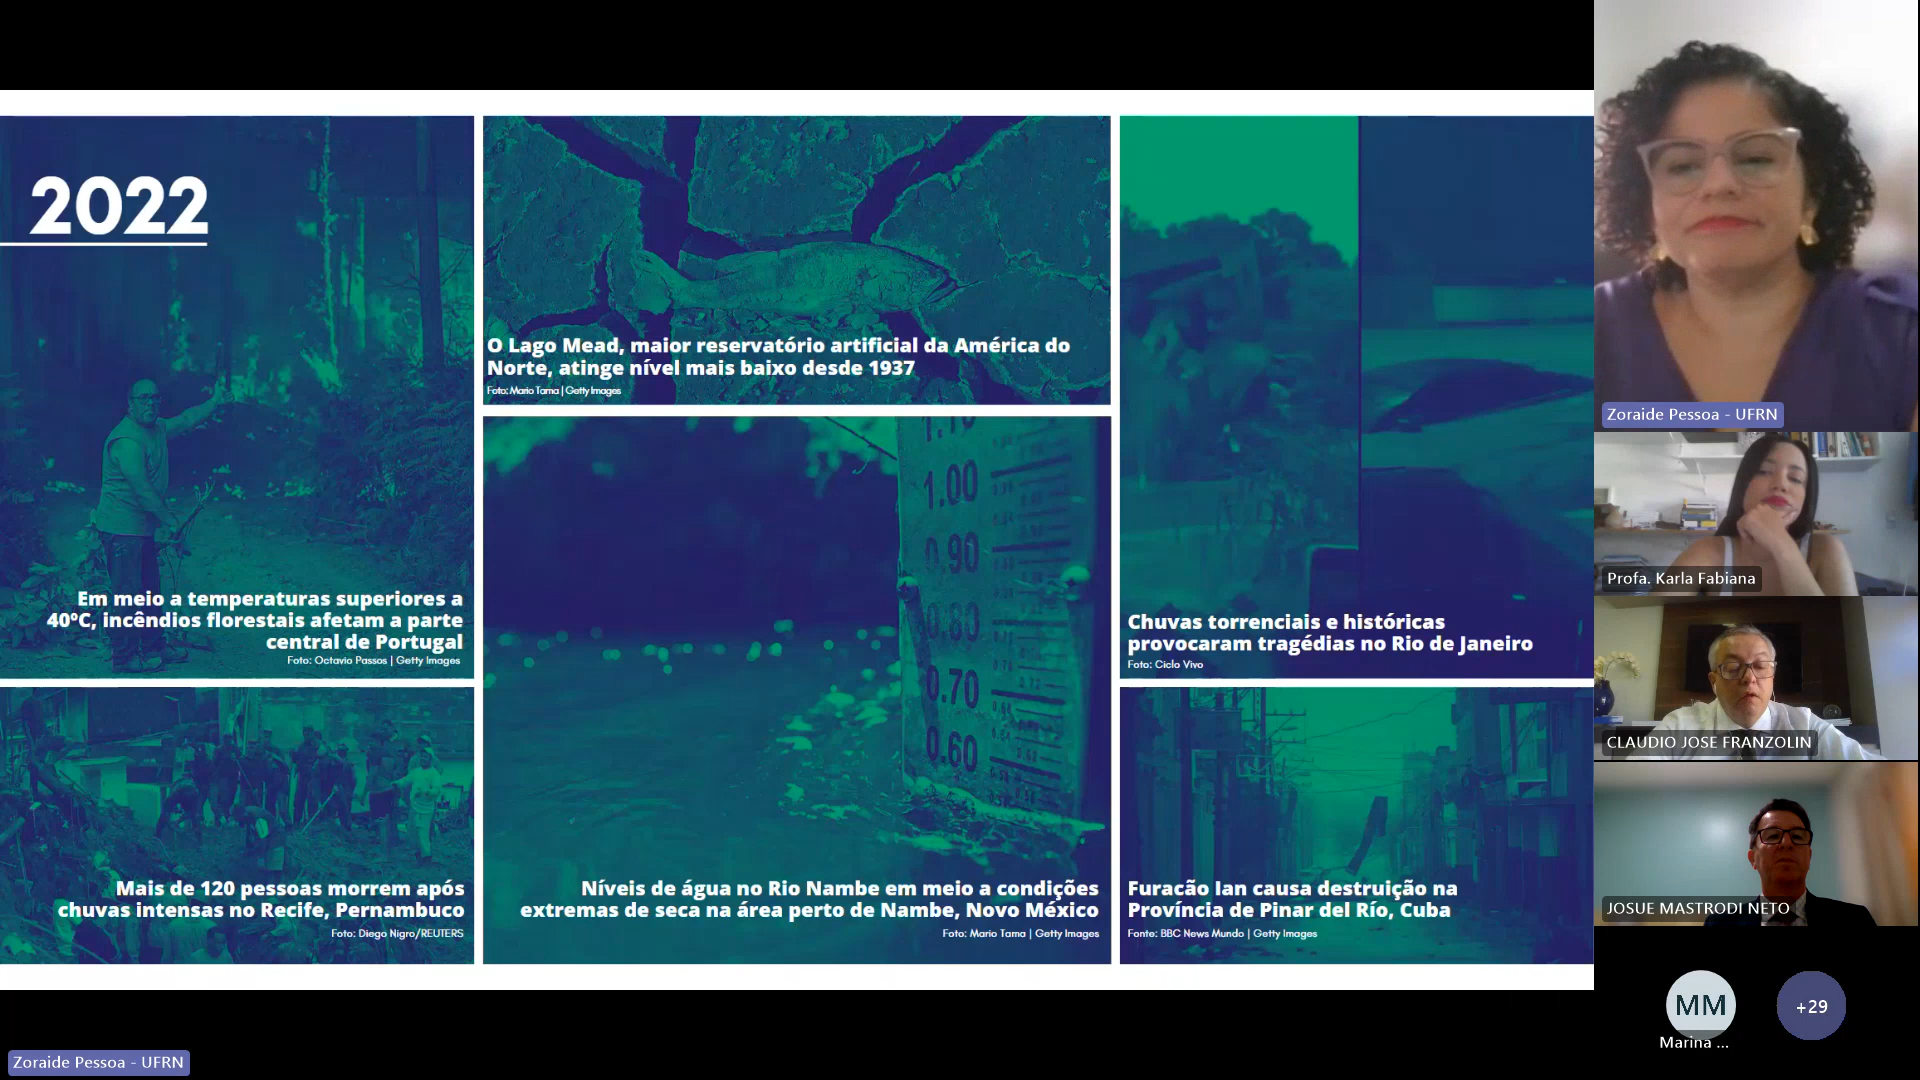 2022
Em meio a temperaturas superiores a
40ºC, incêndios florestais afetam a parte
central de Portugal
Foto: Octavio Passos | Getty Images
Mais de 120 pessoas morrem após
chuvas intensas no Recife, Pernambuco
Foto: Diego Nigro/REUTERS
O Lago Mead, maior reservatório artificial da América do
Norte, atinge nível mais baixo desde 1937
Foto: Mario Tama | Getty Images
1.10
1.00
0.90
0.80
0.70
0.60
Níveis de água no Rio Nambe em meio a condições
extremas de seca na área perto de Nambe, Novo México
Foto: Mario Tama | Getty Images
Chuvas torrenciais e históricas
provocaram tragédias no Rio de Janeiro
Foto: Ciclo Vivo
Furacão Ian causa destruição na
Província de Pinar del Río, Cuba
Fonte: BBC News Mundo | Getty Images
Zoraide Pessoa - UFRN
Profa. Karla Fabiana
CLAUDIO JOSE FRANZOLIN
JOSUE MASTRODI NETO
MM
Marina ...
+29
Zoraide Pessoa - UFRN